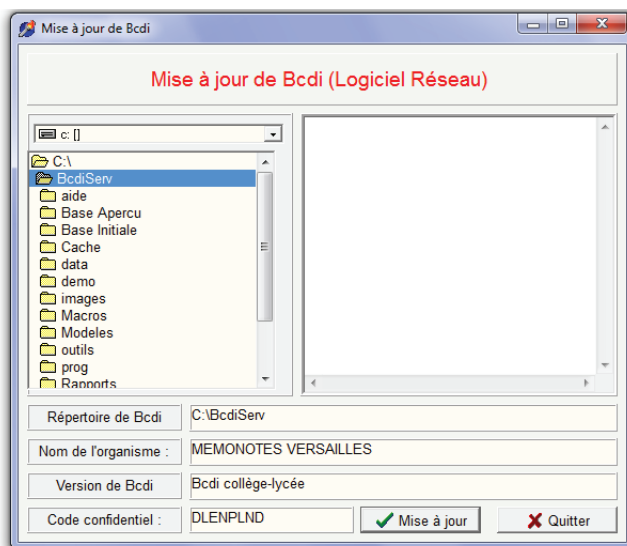 Mise à jour de Bcdi
Mise à jour de Bcdi (Logiciel Réseau)
c: []
C:\
BcdiServ
aide
Base Apercu
Base Initiale
Cache
data
demo
images
Macros
Modeles
outils
prog
Rapports
Répertoire de Bcdi C:\BcdiServ
Nom de l'organisme : MEMONOTES VERSAILLES
Version de Bcdi Bcdi collège-lycée
Code confidentiel : DLENPLND Mise à jour Quitter